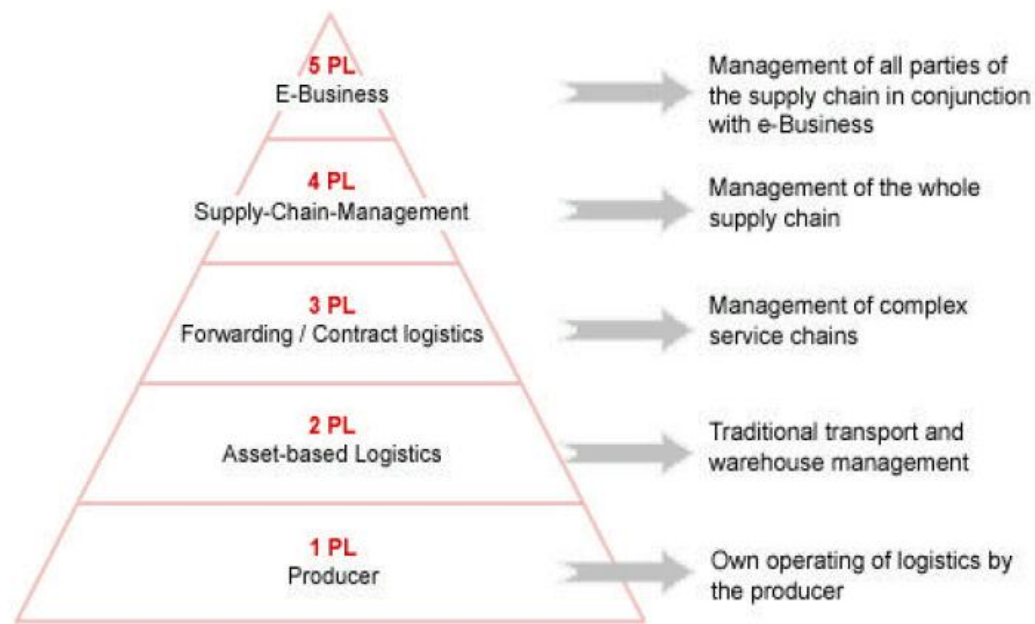 5 PL
E-Business
Management of all parties of
the supply chain in conjunction
with e-Business
4 PL
Supply-Chain-Management
Management of the whole
supply chain
3 PL
Forwarding / Contract logistics
Management of complex
service chains
2 PL
Asset-based Logistics
Traditional transport and
warehouse management
1 PL
Producer
Own operating of logistics by
the producer